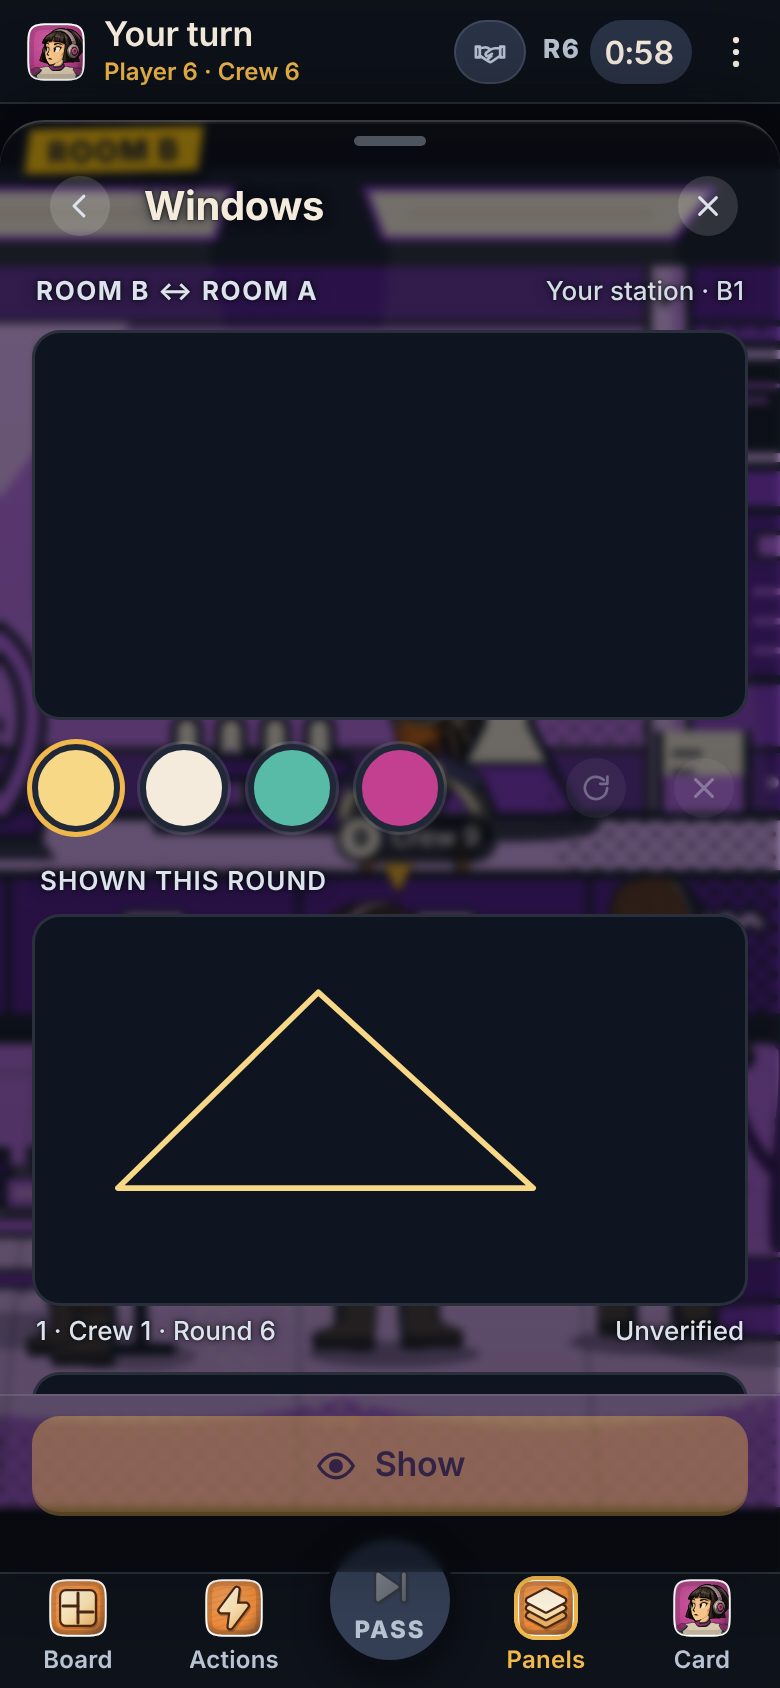 Your turn
Player 6 · Crew 6
R6
0:58
ROOM B
Windows
ROOM B ↔ ROOM A
Your station · B1
SHOWN THIS ROUND
1 · Crew 1 · Round 6
Unverified
Show
PASS
Board
Actions
Panels
Card